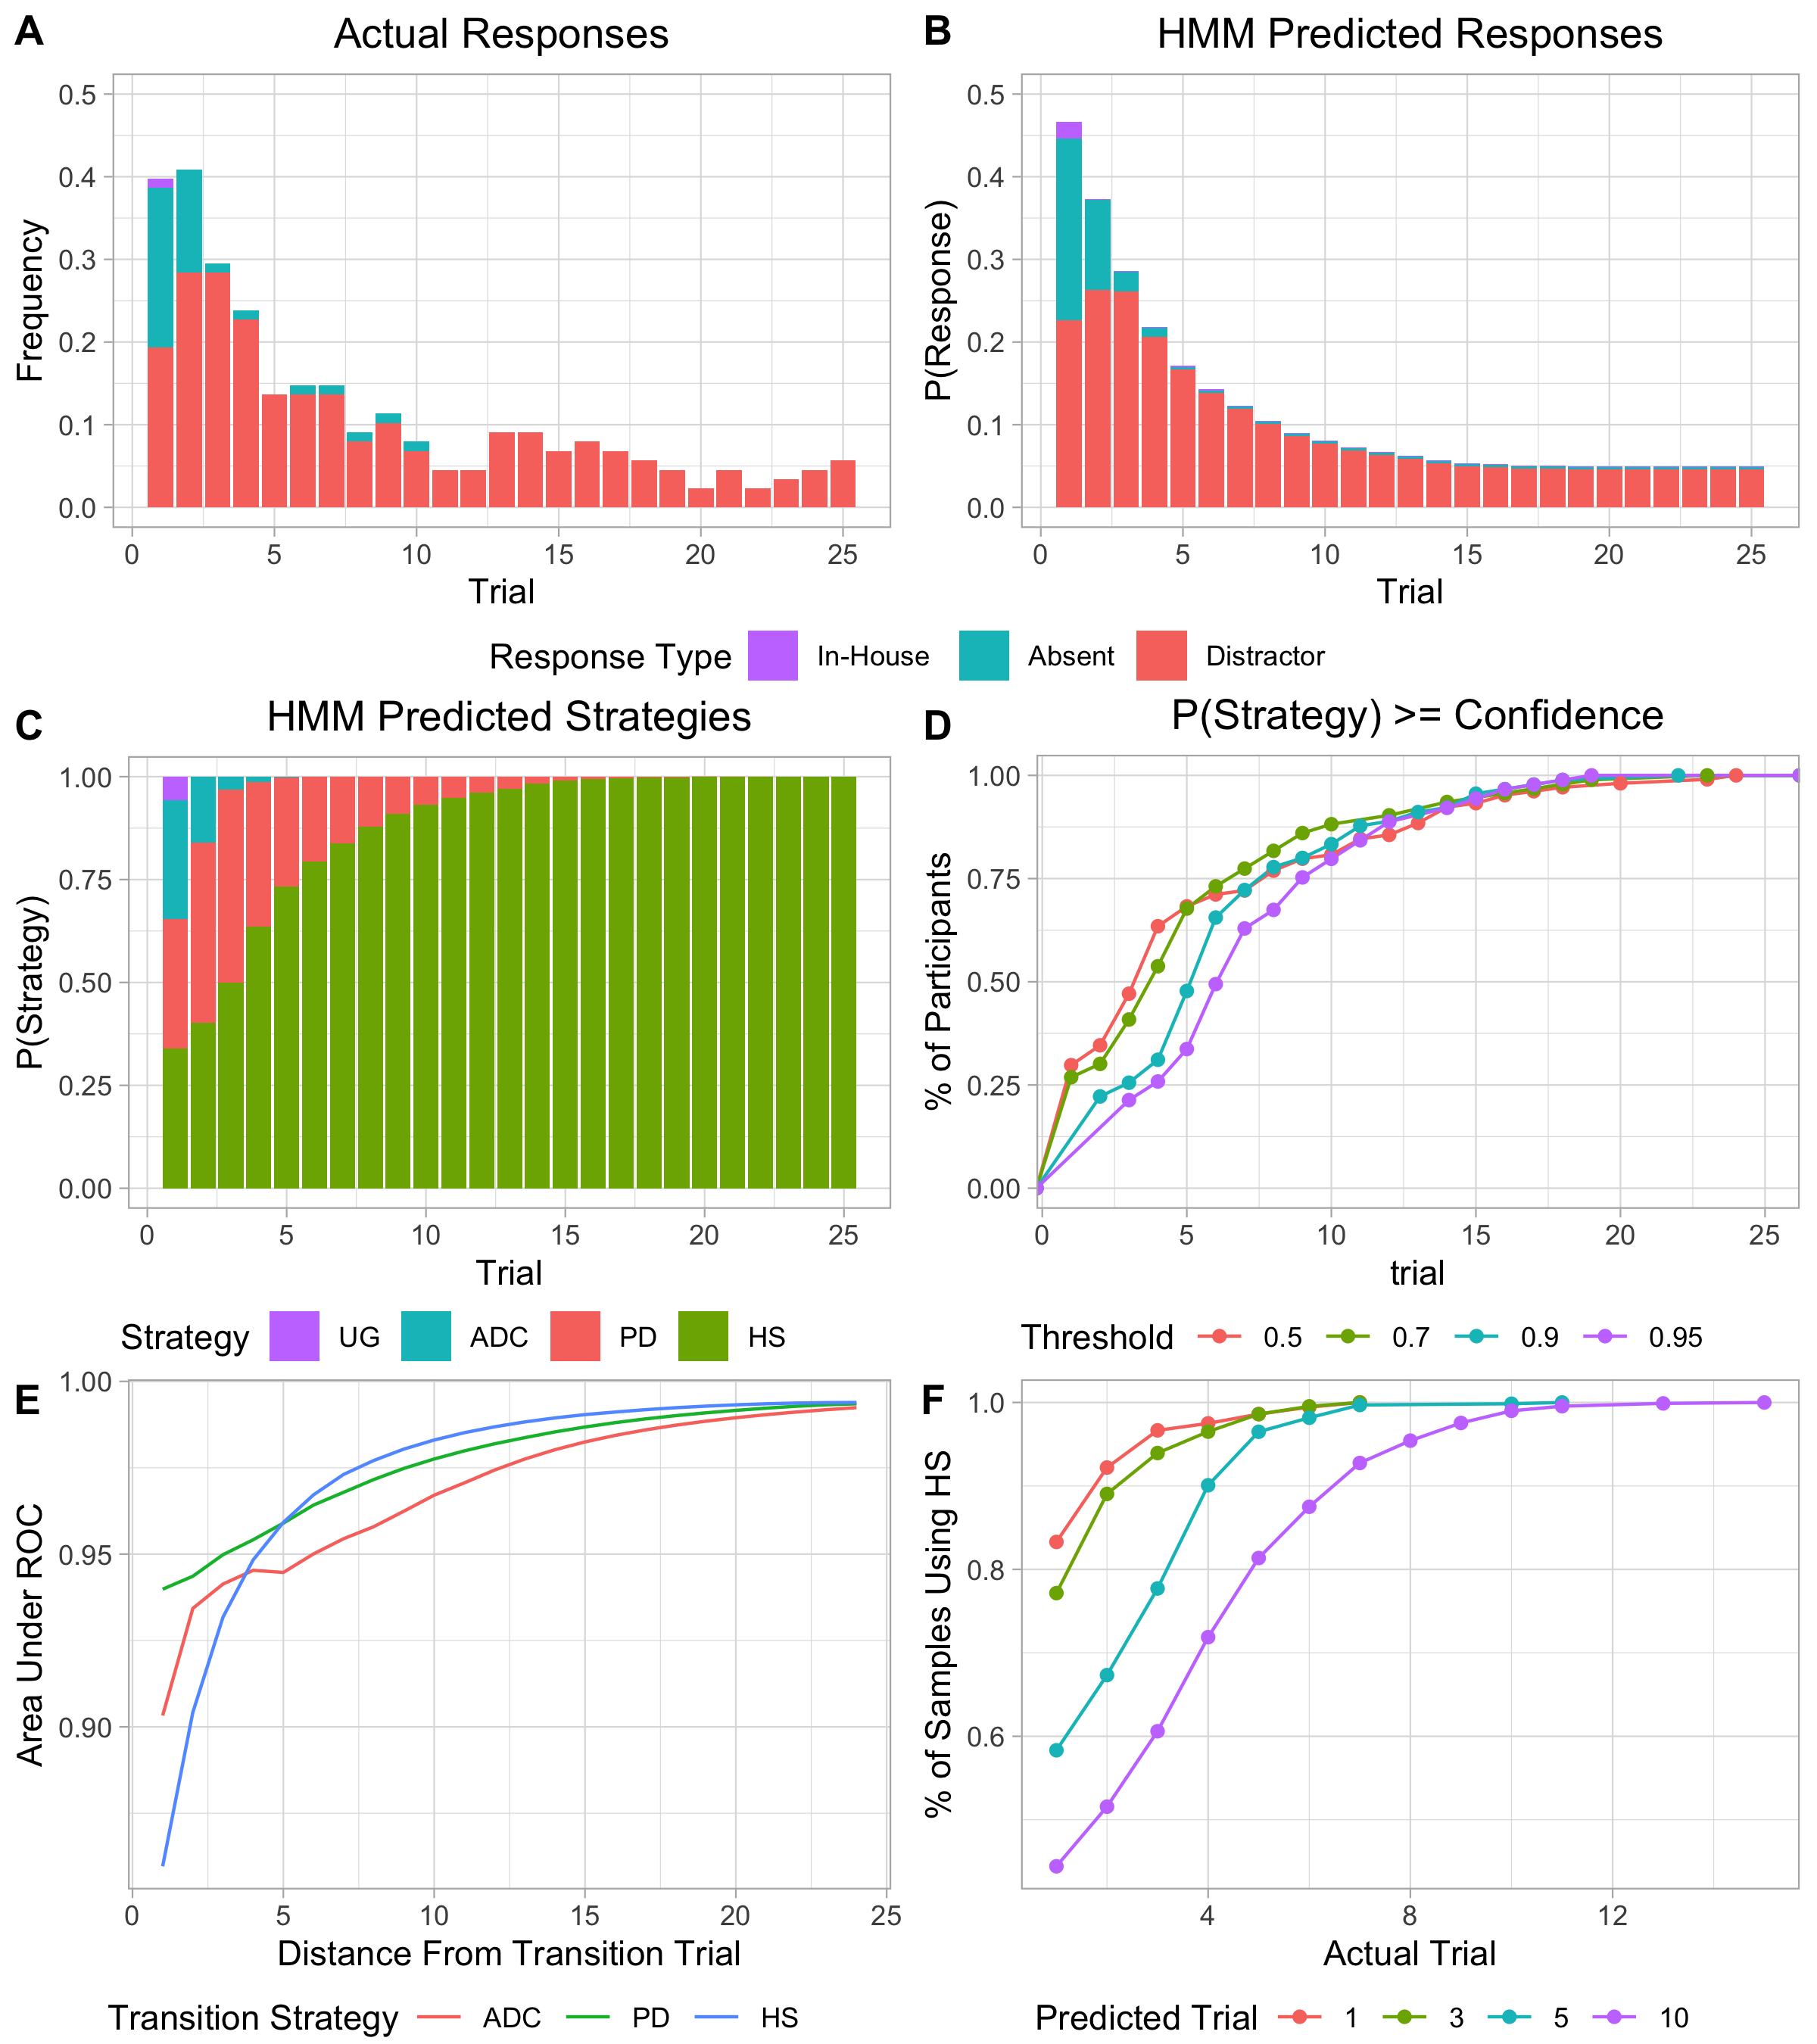 A Actual Responses
0.5
0.4
0.3
0.2
0.1
0.0
Frequency
0 5 10 15 20 25
Trial
B HMM Predicted Responses
0.5
0.4
0.3
0.2
0.1
0.0
P(Response)
0 5 10 15 20 25
Trial
Response Type In-House Absent Distractor
C HMM Predicted Strategies
1.00
0.75
0.50
0.25
0.00
P(Strategy)
0 5 10 15 20 25
Trial
Strategy UG ADC PD HS
D P(Strategy) >= Confidence
1.00
0.75
0.50
0.25
0.00
% of Participants
0 5 10 15 20 25
trial
Threshold 0.5 0.7 0.9 0.95
E
1.00
0.95
0.90
Area Under ROC
0 5 10 15 20 25
Distance From Transition Trial
Transition Strategy ADC PD HS
F
1.0
0.8
0.6
% of Samples Using HS
4 8 12
Actual Trial
Predicted Trial 1 3 5 10